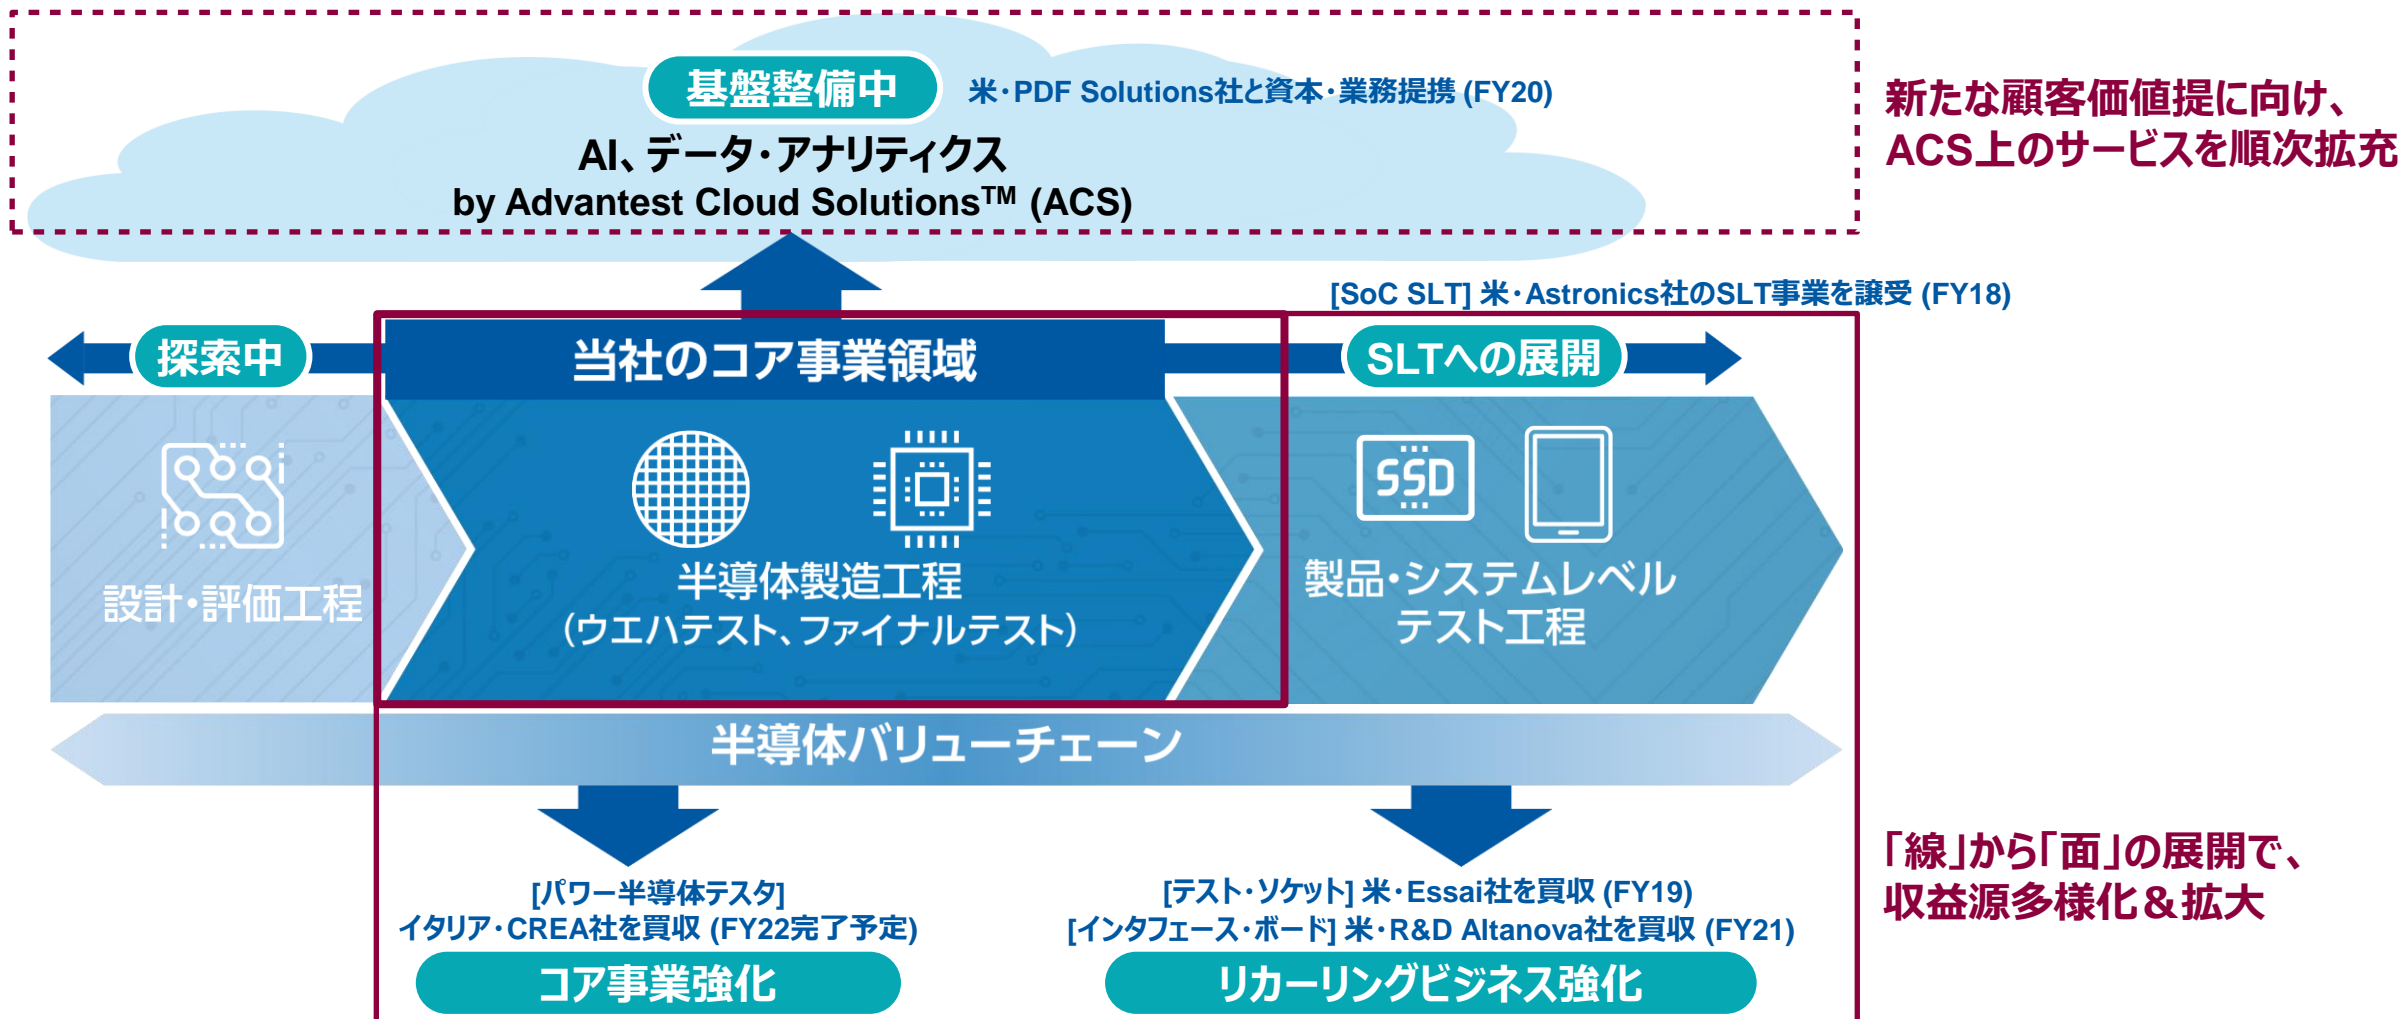 基盤整備中
米・PDF Solutions社と資本・業務提携 (FY20)
AI、データ・アナリティクス
by Advantest Cloud Solutions™ (ACS)
新たな顧客価値提に向け、
ACS上のサービスを順次拡充
[SoC SLT] 米・Astronics社のSLT事業を譲受 (FY18)
探索中
当社のコア事業領域
SLTへの展開
設計・評価工程
半導体製造工程
（ウエハテスト、ファイナルテスト）
SSD
製品・システムレベル
テスト工程
半導体バリューチェーン
[パワー半導体テスタ]
イタリア・CREA社を買収 (FY22完了予定)
コア事業強化
[テスト・ソケット] 米・Essai社を買収 (FY19)
[インタフェース・ボード] 米・R&D Altanova社を買収 (FY21)
リカーリングビジネス強化
「線」から「面」の展開で、
収益源多様化＆拡大